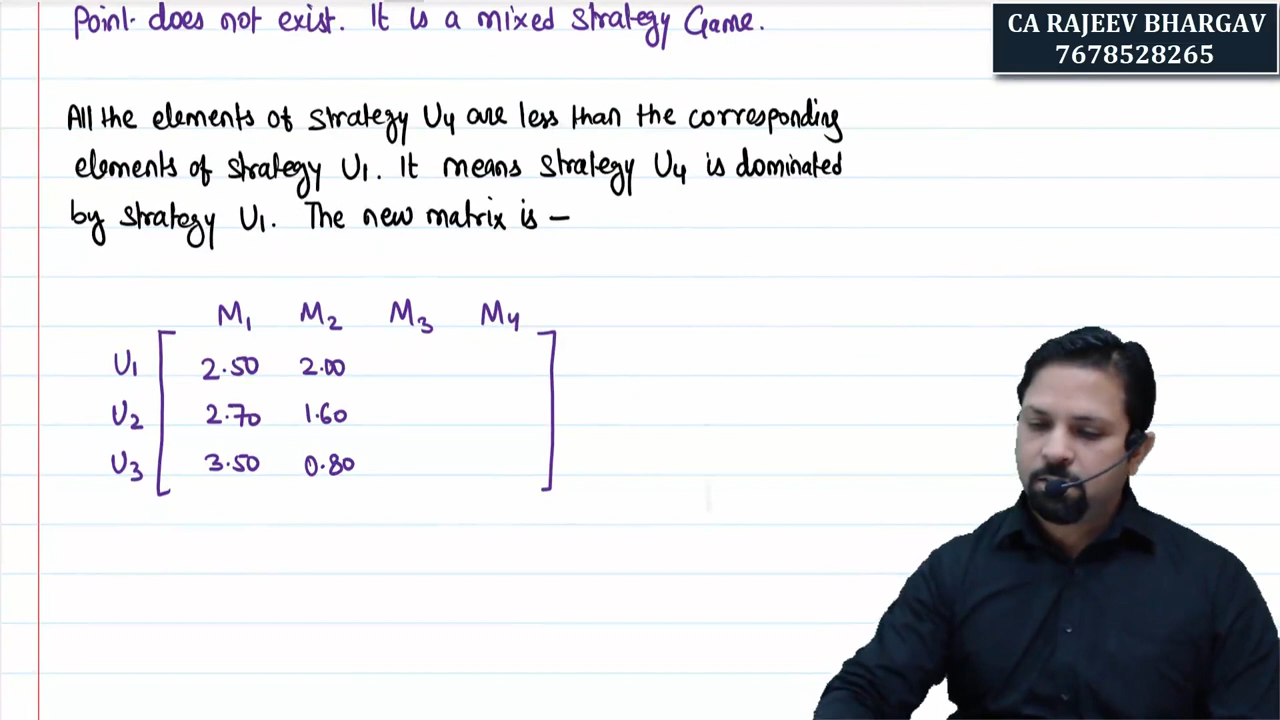 Point does not exist. It is a mixed strategy Game.
CA RAJEEV BHARGAV
7678528265
All the elements of strategy U4 are less than the corresponding
elements of strategy U1. It means strategy U4 is dominated
by strategy U1. The new matrix is –
M1 M2 M3 M4
U1 2.50 2.00
U2 2.70 1.60
U3 3.50 0.80